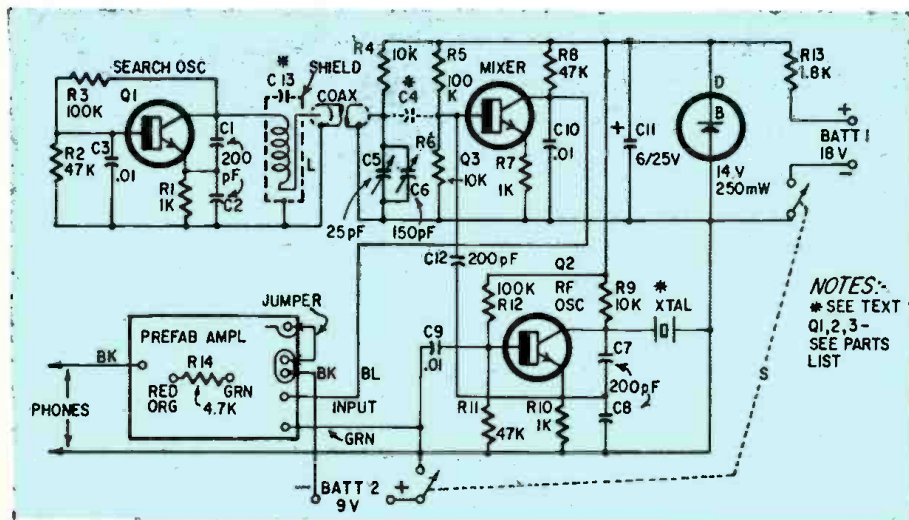 SEARCH OSC
R3
100K
Q1
R2
47K
C3
.01
R1
1K
C1
200
pF
C2
*
C13
SHIELD
L
COAX
R4
10K
*
C4
R5
100
K
MIXER
R6
Q3
10K
C5
C6
25pF
150pF
R7
1K
R8
47K
C10
.01
+
C11
6/25V
D
B
14 V
250mW
R13
1.8K
+
BATT 1
18V
-
C12
200pF
Q2
RF
OSC
100K
R12
R9
10K
*
XTAL
C9
.01
C7
200pF
2
C8
R11
47K
R10
1K
S
NOTES:-
* SEE TEXT
Q1,2,3-
SEE PARTS
LIST
JUMPER
PREFAB AMPL
BK
R14
RED
ORG
GRN
4.7K
BK
BL
INPUT
GRN
PHONES
-
BATT 2
9V
+